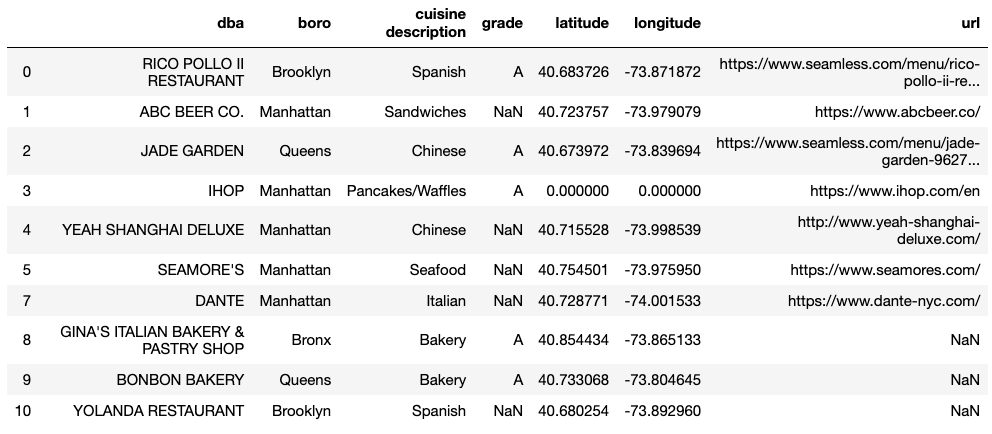 dba boro cuisine description grade latitude longitude url
0 RICO POLLO II RESTAURANT Brooklyn Spanish A 40.683726 -73.871872 https://www.seamless.com/menu/rico-pollo-ii-re...
1 ABC BEER CO. Manhattan Sandwiches NaN 40.723757 -73.979079 https://www.abcbeer.co/
2 JADE GARDEN Queens Chinese A 40.673972 -73.839694 https://www.seamless.com/menu/jade-garden-9627...
3 IHOP Manhattan Pancakes/Waffles A 0.000000 0.000000 https://www.ihop.com/en
4 YEAH SHANGHAI DELUXE Manhattan Chinese NaN 40.715528 -73.998539 http://www.yeah-shanghai-deluxe.com/
5 SEAMORE'S Manhattan Seafood NaN 40.754501 -73.975950 https://www.seamores.com/
7 DANTE Manhattan Italian NaN 40.728771 -74.001533 https://www.dante-nyc.com/
8 GINA'S ITALIAN BAKERY & PASTRY SHOP Bronx Bakery A 40.854434 -73.865133 NaN
9 BONBON BAKERY Queens Bakery A 40.733068 -73.804645 NaN
10 YOLANDA RESTAURANT Brooklyn Spanish NaN 40.680254 -73.892960 NaN